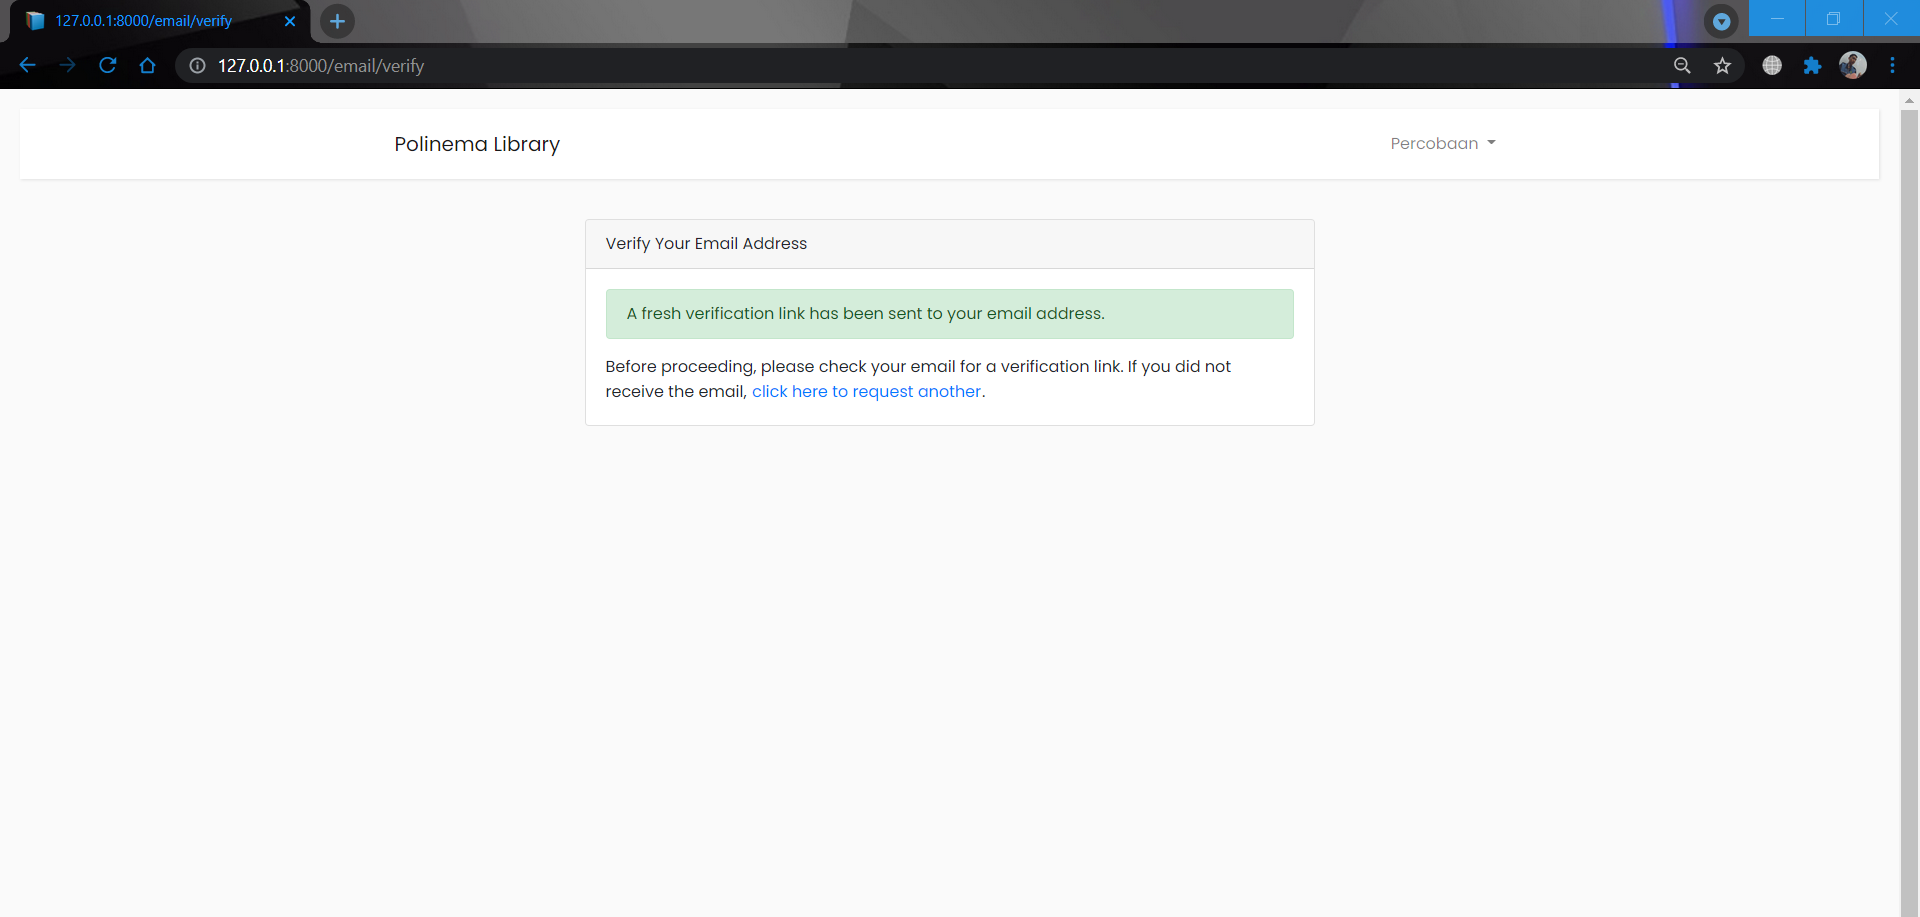 127.0.0.1:8000/email/verify
127.0.0.1:8000/email/verify
Polinema Library
Percobaan
Verify Your Email Address
A fresh verification link has been sent to your email address.
Before proceeding, please check your email for a verification link. If you did not
receive the email, click here to request another.